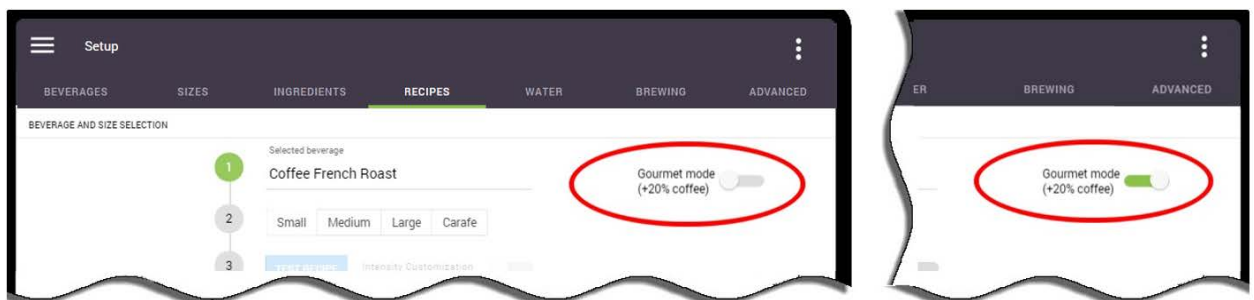 Setup
BEVERAGES SIZES INGREDIENTS RECIPES WATER BREWING ADVANCED
BEVERAGE AND SIZE SELECTION
1 Selected beverage
Coffee French Roast
Gourmet mode
(+20% coffee)
2 Small Medium Large Carafe
3 Intensity Customization
ER BREWING ADVANCED
Gourmet mode
(+20% coffee)